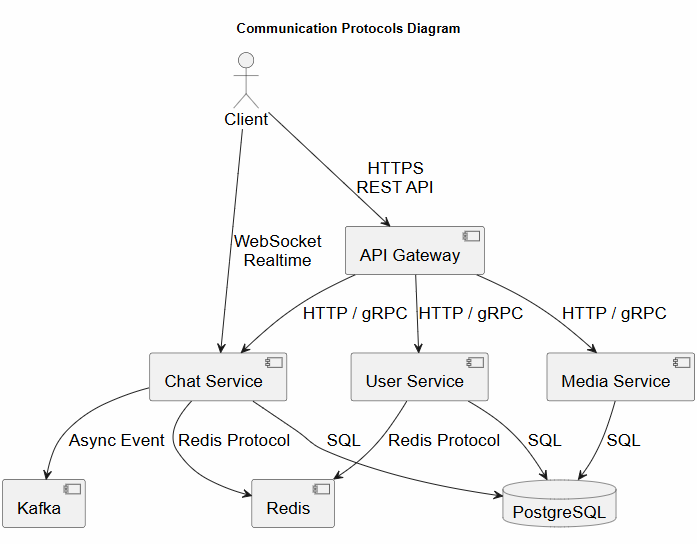 Communication Protocols Diagram
Client
HTTPS
REST API
WebSocket
Realtime
API Gateway
HTTP / gRPC
HTTP / gRPC
HTTP / gRPC
Chat Service
User Service
Media Service
Async Event
Redis Protocol
SQL
Redis Protocol
SQL
SQL
Kafka
Redis
PostgreSQL